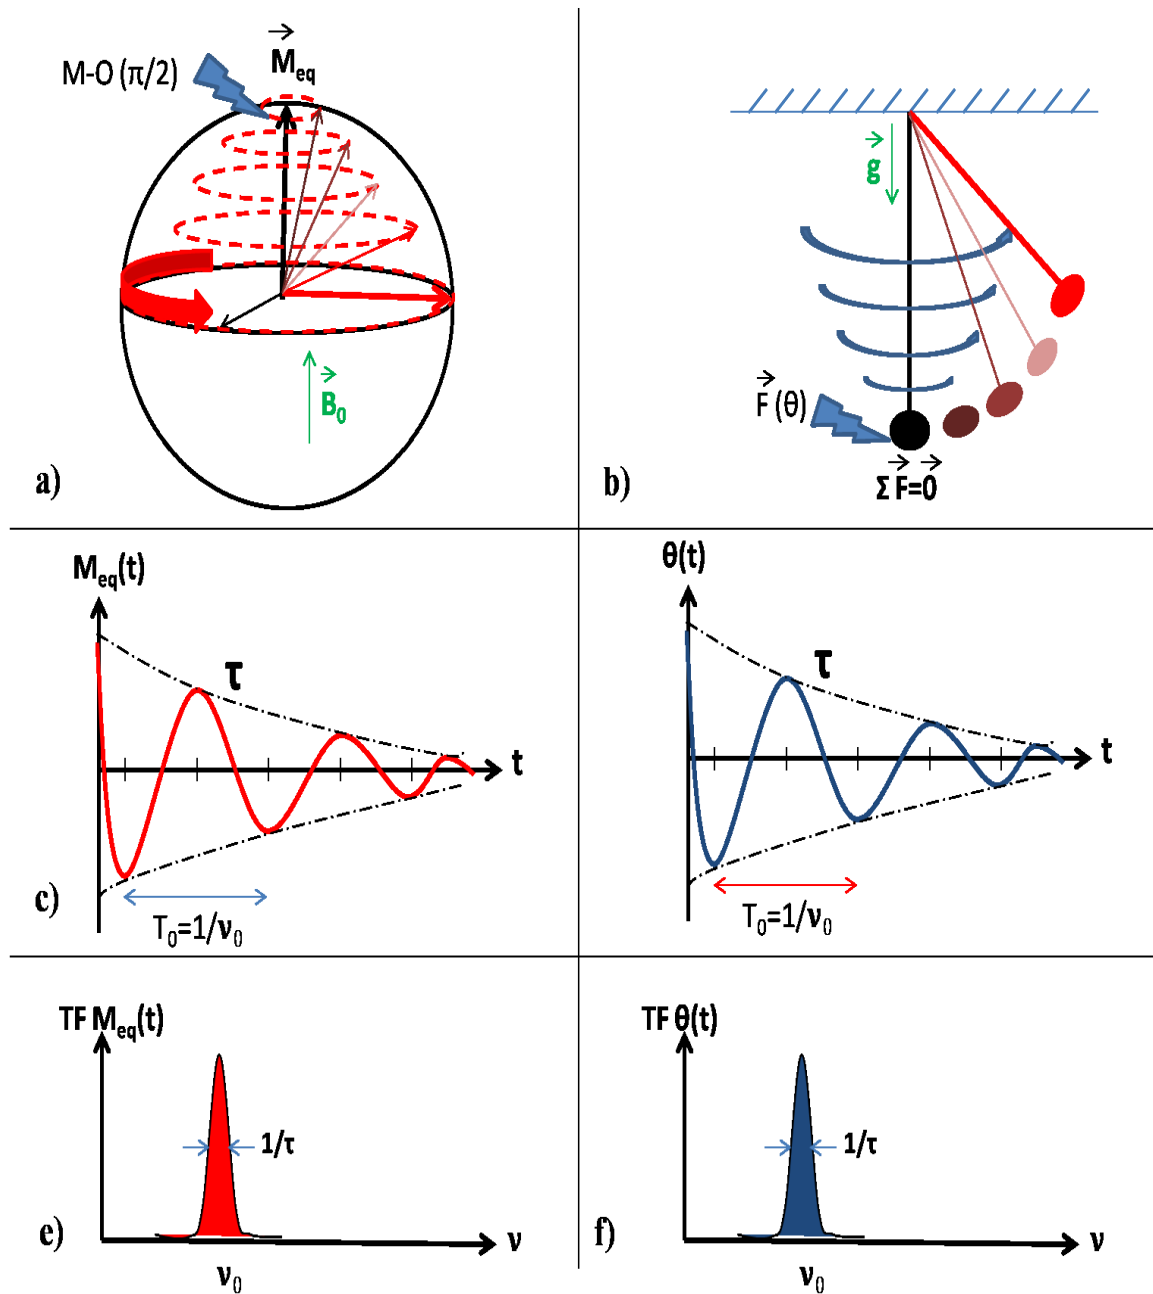 M-O (π/2)
M⃗eq
B⃗₀
a)
g⃗
F⃗ (θ)
Σ F⃗=0⃗
b)
Meq(t)
τ
t
T₀=1/ν₀
c)
θ(t)
τ
t
T₀=1/ν₀
TF Meq(t)
1/τ
e)
ν
ν₀
TF θ(t)
1/τ
f)
ν
ν₀